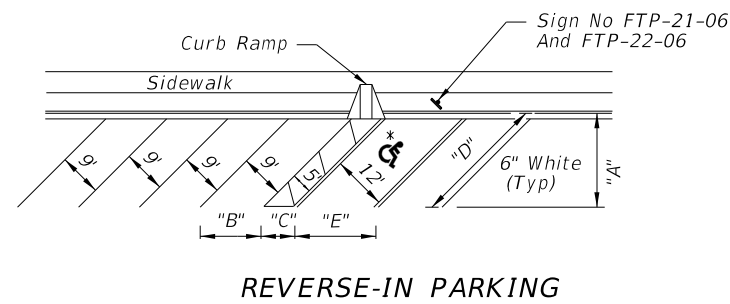 Sign No FTP-21-06
And FTP-22-06
Curb Ramp
Sidewalk
9'
9'
9'
9'
5'
*
12'
"D"
6" White
(Typ)
"A"
"B"
"C"
"E"
REVERSE-IN PARKING